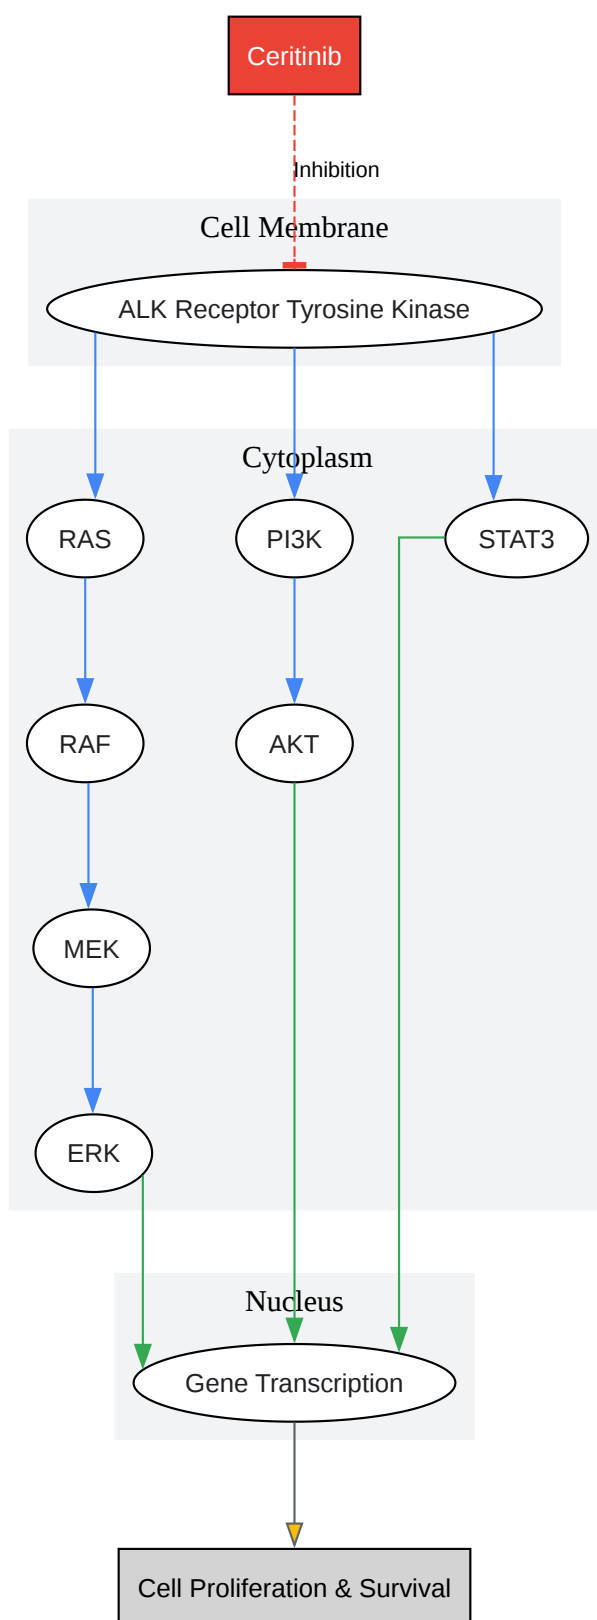 Ceritinib
Inhibition
Cell Membrane
ALK Receptor Tyrosine Kinase
Cytoplasm
RAS
PI3K
STAT3
RAF
AKT
MEK
ERK
Nucleus
Gene Transcription
Cell Proliferation & Survival